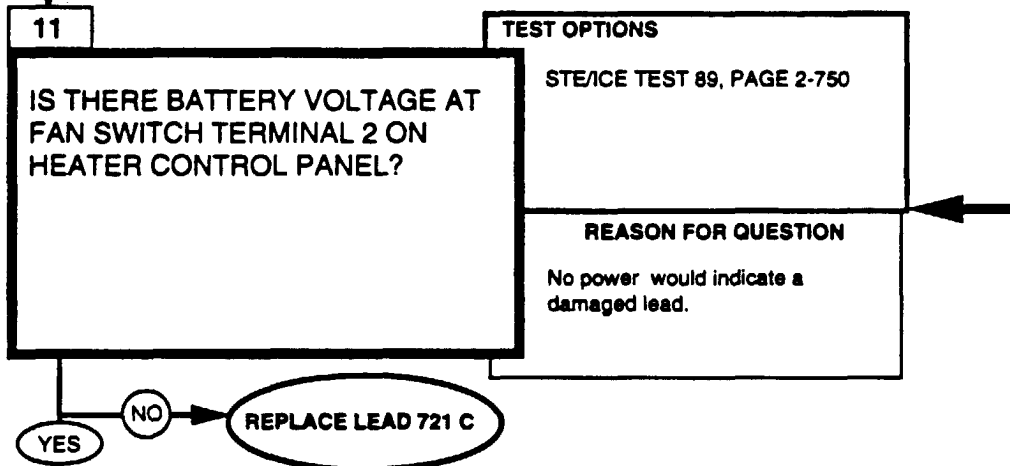 11
IS THERE BATTERY VOLTAGE AT
FAN SWITCH TERMINAL 2 ON
HEATER CONTROL PANEL?
TEST OPTIONS
STE/ICE TEST 89, PAGE 2-750
REASON FOR QUESTION
No power would indicate a
damaged lead.
NO
REPLACE LEAD 721 C
YES